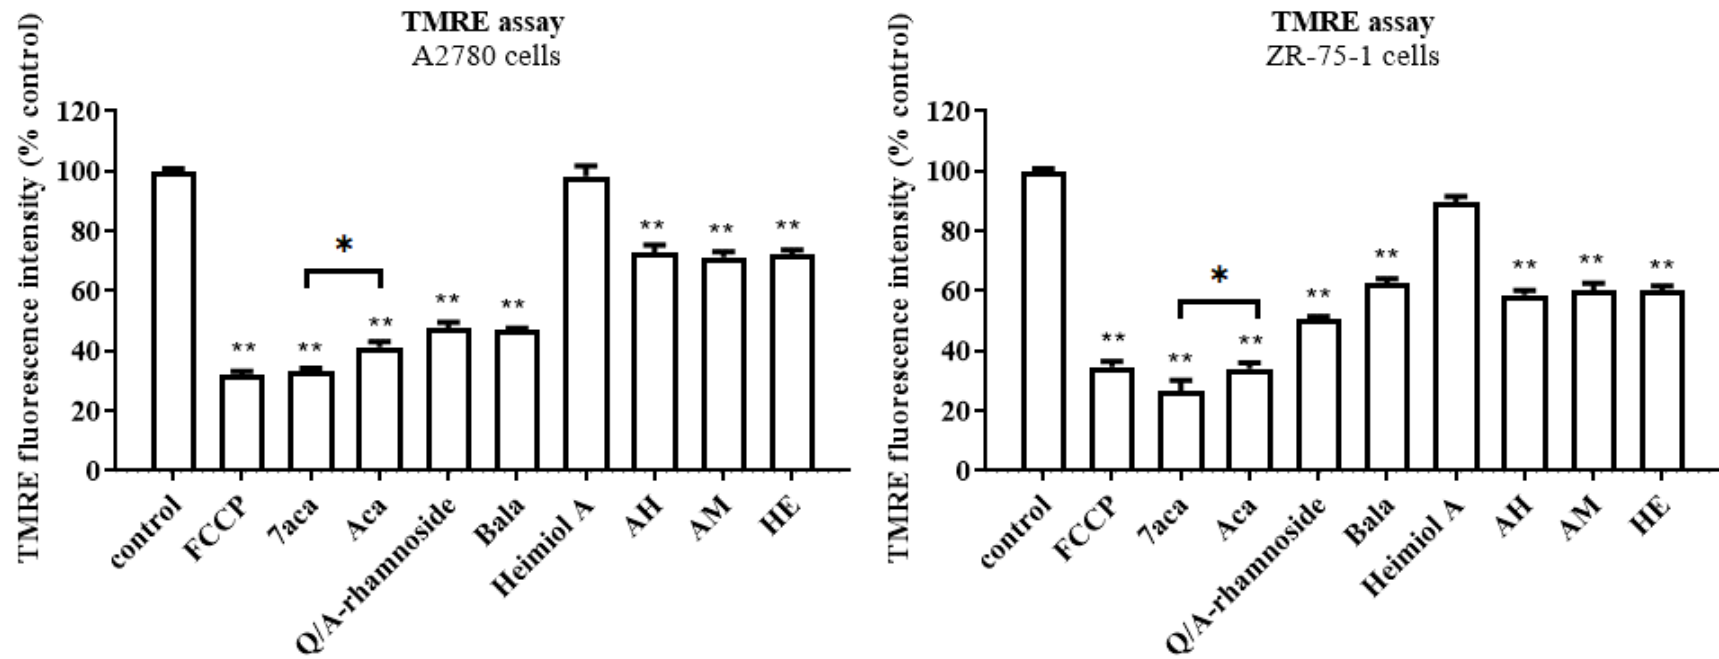 TMRE assay
A2780 cells
TMRE fluorescence intensity (% control)
120
100
80
60
40
20
0
*
** ** ** ** ** ** ** **
control
FCCP
7aca
Aca
Q/A-rhamnoside
Bala
Heimiol A
AH
AM
HE
TMRE assay
ZR-75-1 cells
TMRE fluorescence intensity (% control)
120
100
80
60
40
20
0
*
** ** ** ** ** ** ** **
control
FCCP
7aca
Aca
Q/A-rhamnoside
Bala
Heimiol A
AH
AM
HE